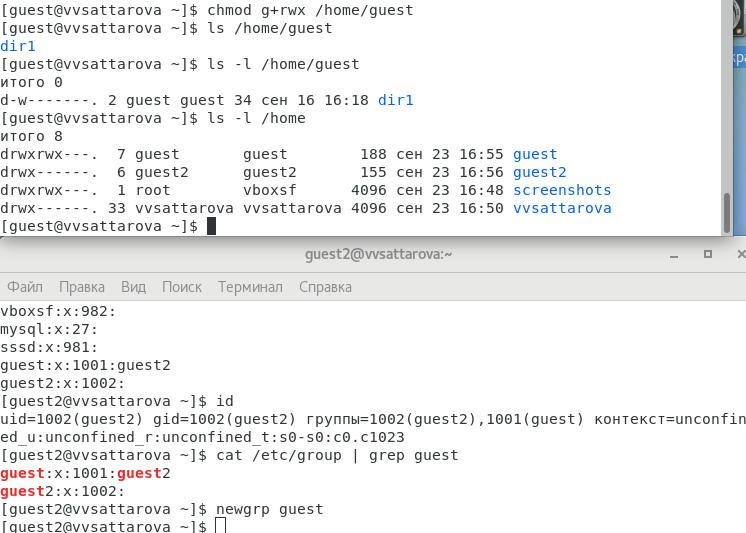 [guest@vvsattarova ~]$ chmod g+rwx /home/guest
[guest@vvsattarova ~]$ ls /home/guest
dir1
[guest@vvsattarova ~]$ ls -l /home/guest
итого 0
d-w-------. 2 guest guest 34 сен 16 16:18 dir1
[guest@vvsattarova ~]$ ls -l /home
итого 8
drwxrwx---.  7 guest       guest        188 сен 23 16:55 guest
drwx------.  6 guest2      guest2       155 сен 23 16:56 guest2
drwxrwx---.  1 root        vboxsf      4096 сен 23 16:48 screenshots
drwx------. 33 vvsattarova vvsattarova 4096 сен 23 16:50 vvsattarova
[guest@vvsattarova ~]$
guest2@vvsattarova:~
Файл Правка Вид Поиск Терминал Справка
vboxsf:x:982:
mysql:x:27:
sssd:x:981:
guest:x:1001:guest2
guest2:x:1002:
[guest2@vvsattarova ~]$ id
uid=1002(guest2) gid=1002(guest2) группы=1002(guest2),1001(guest) контекст=unconfin
ed_u:unconfined_r:unconfined_t:s0-s0:c0.c1023
[guest2@vvsattarova ~]$ cat /etc/group | grep guest
guest:x:1001:guest2
guest2:x:1002:
[guest2@vvsattarova ~]$ newgrp guest
[guest2@vvsattarova ~]$